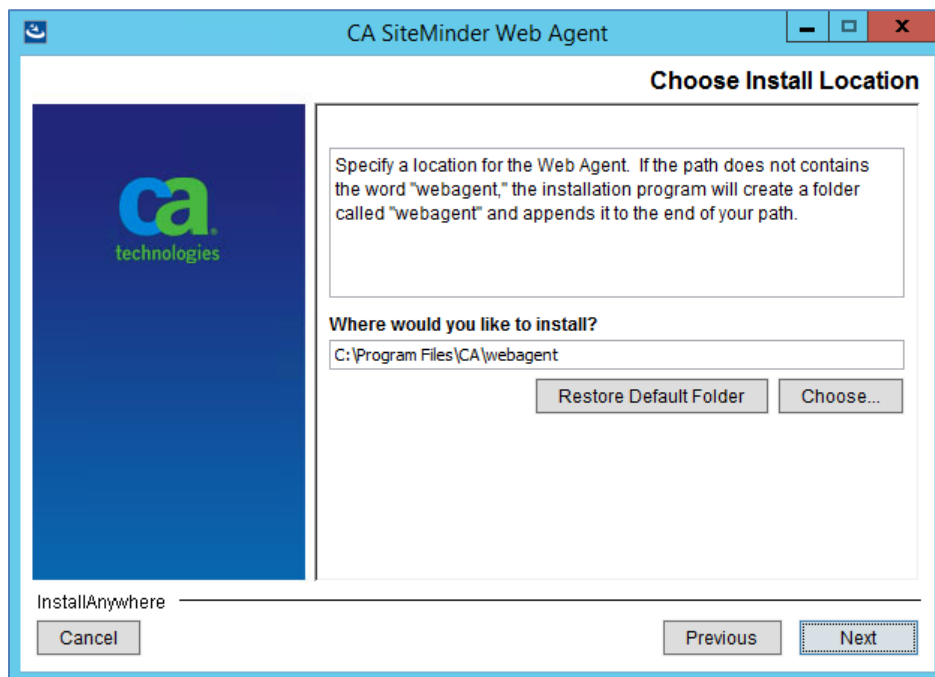 CA SiteMinder Web Agent
Choose Install Location
ca
technologies
Specify a location for the Web Agent. If the path does not contains
the word "webagent," the installation program will create a folder
called "webagent" and appends it to the end of your path.
Where would you like to install?
C:\Program Files\CA\webagent
Restore Default Folder
Choose...
InstallAnywhere
Cancel
Previous
Next